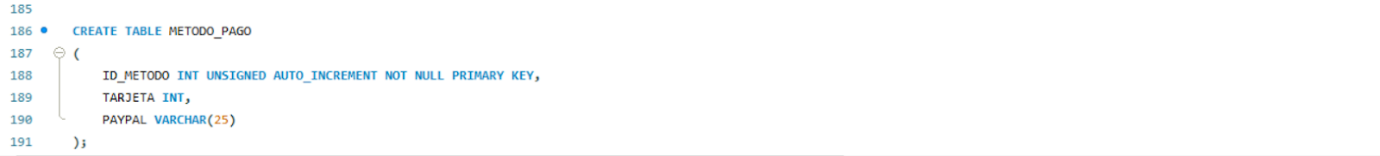 185
186 CREATE TABLE METODO_PAGO
187 (
188 ID_METODO INT UNSIGNED AUTO_INCREMENT NOT NULL PRIMARY KEY,
189 TARJETA INT,
190 PAYPAL VARCHAR(25)
191 );